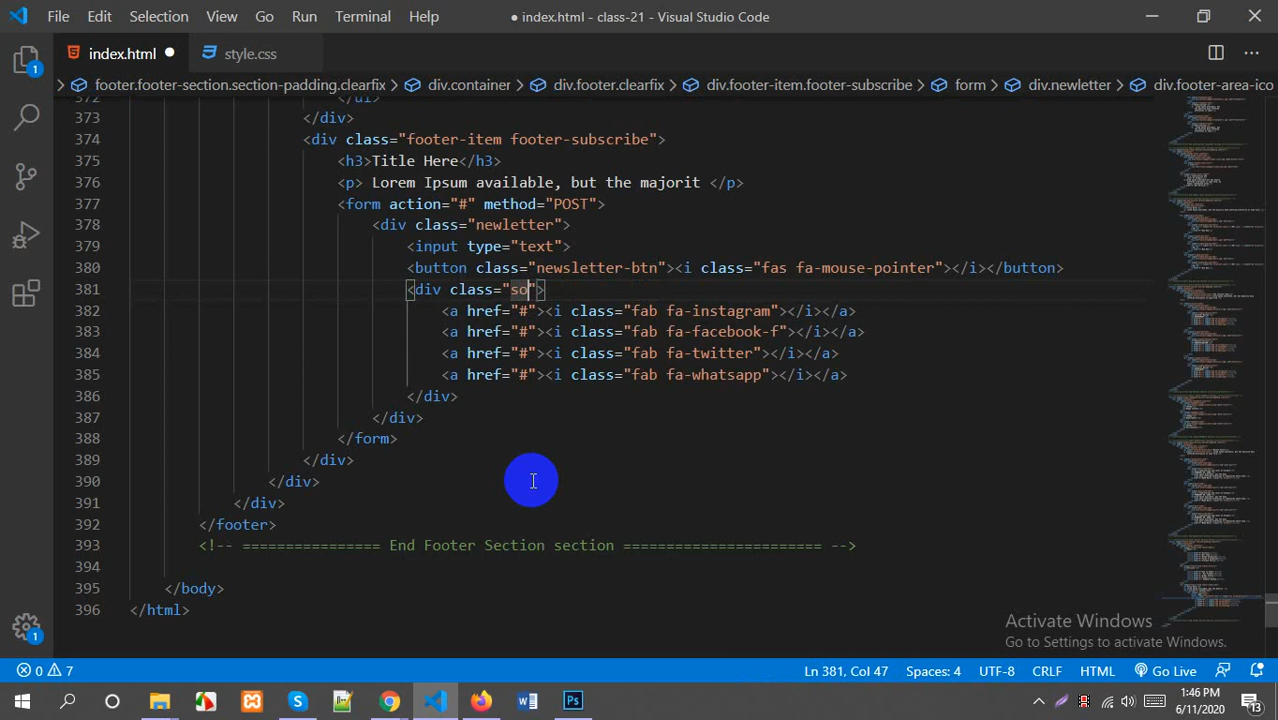 File Edit Selection View Go Run Terminal Help
● index.html - class-21 - Visual Studio Code
index.html ●
style.css
footer.footer-section.section-padding.clearfix > div.container > div.footer.clearfix > div.footer-item.footer-subscribe > form > div.newletter > div.footer-area-ico
373 </div>
374 <div class="footer-item footer-subscribe">
375 <h3>Title Here</h3>
376 <p> Lorem Ipsum available, but the majorit </p>
377 <form action="#" method="POST">
378 <div class="newletter">
379 <input type="text">
380 <button class="newsletter-btn"><i class="fas fa-mouse-pointer"></i></button>
381 <div class="so">
382 <a href="#"><i class="fab fa-instagram"></i></a>
383 <a href="#"><i class="fab fa-facebook-f"></i></a>
384 <a href="#"><i class="fab fa-twitter"></i></a>
385 <a href="#"><i class="fab fa-whatsapp"></i></a>
386 </div>
387 </div>
388 </form>
389 </div>
390 </div>
391 </div>
392 </footer>
393 <!-- ================ End Footer Section section ======================= -->
394
395 </body>
396 </html>
Activate Windows
Go to Settings to activate Windows.
0 7 Ln 381, Col 47 Spaces: 4 UTF-8 CRLF HTML Go Live
1:46 PM
6/11/2020
13